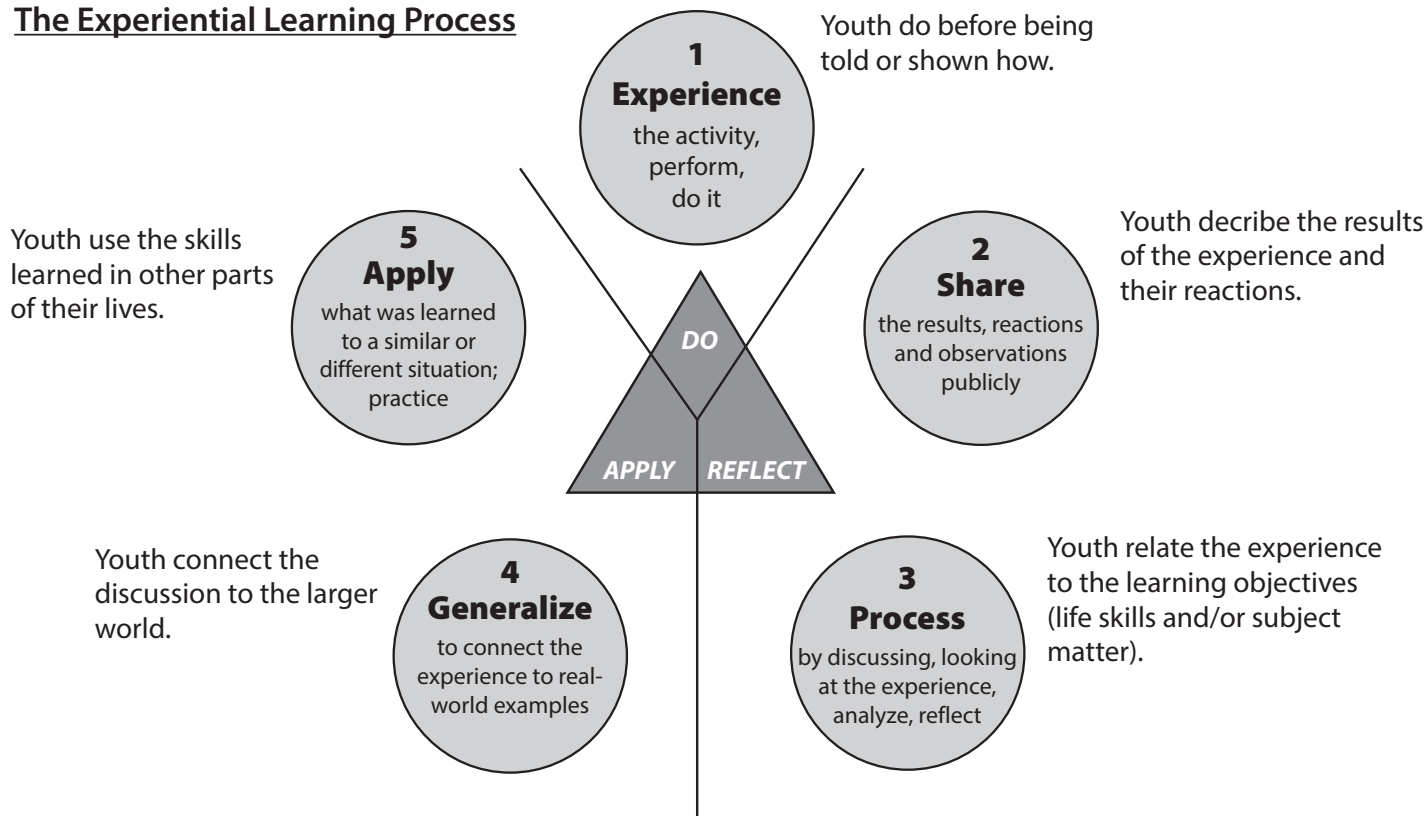 The Experiential Learning Process
1
Experience
the activity,
perform,
do it
Youth do before being
told or shown how.
2
Share
the results, reactions
and observations
publicly
Youth decribe the results
of the experience and
their reactions.
3
Process
by discussing, looking
at the experience,
analyze, reflect
Youth relate the experience
to the learning objectives
(life skills and/or subject
matter).
4
Generalize
to connect the
experience to real-
world examples
Youth connect the
discussion to the larger
world.
5
Apply
what was learned
to a similar or
different situation;
practice
Youth use the skills
learned in other parts
of their lives.
DO
APPLY
REFLECT